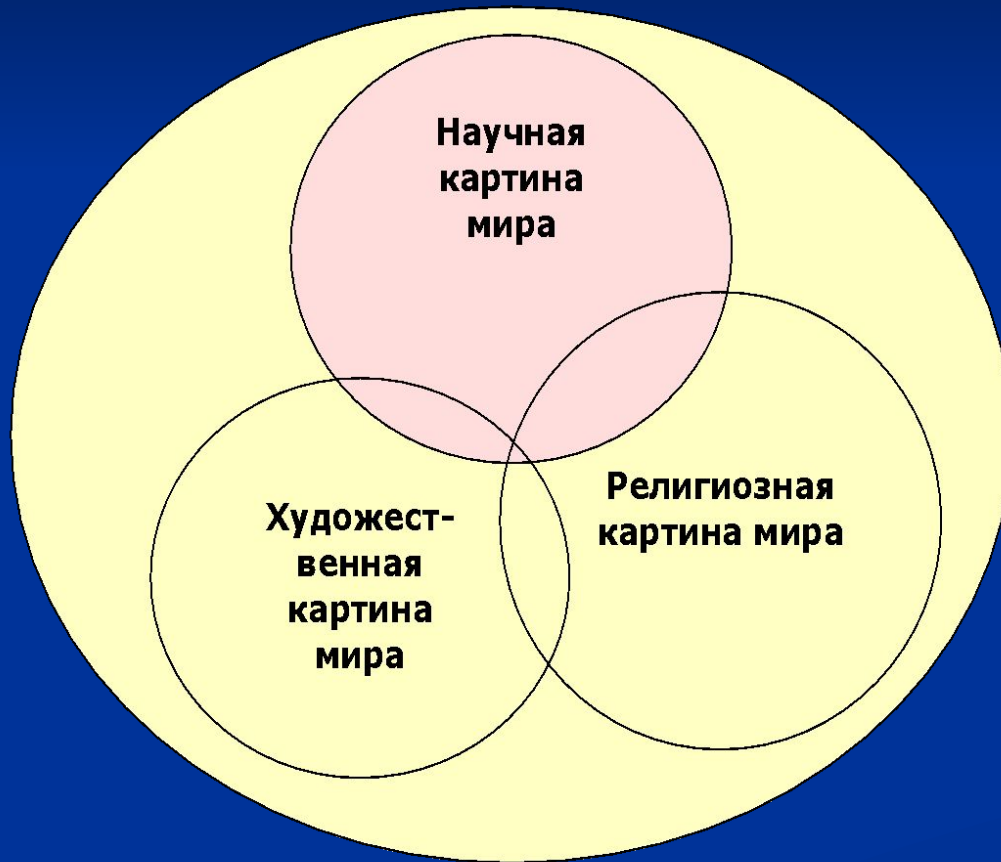 Научная
картина
мира
Религиозная
картина мира
Художест-
венная
картина
мира